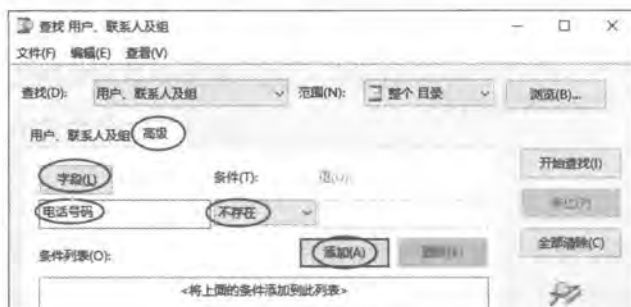 查找 用户、联系人及组
文件(F) 编辑(E) 查看(V)
查找(D): 用户、联系人及组 范围(N): 整个 目录 浏览(B)...
用户、联系人及组 高级
字段(L) 条件(T): 开始查找(I)
电话号码 不存在
添加(A) 全部清除(C)
条件列表(O):
<将上面的条件添加到此列表>